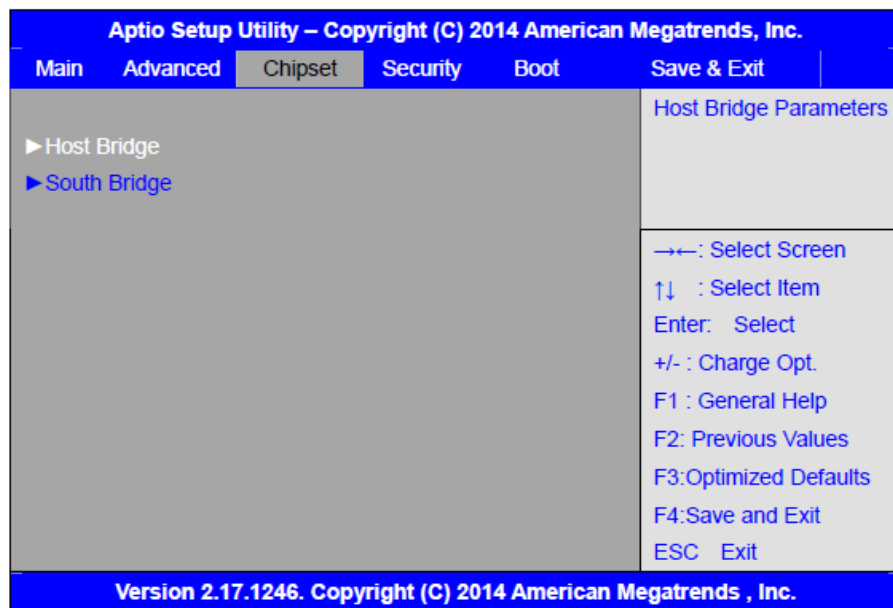 Aptio Setup Utility – Copyright (C) 2014 American Megatrends, Inc.
Main Advanced Chipset Security Boot Save & Exit
►Host Bridge
►South Bridge
Host Bridge Parameters
→←: Select Screen
↑↓ : Select Item
Enter: Select
+/- : Charge Opt.
F1 : General Help
F2: Previous Values
F3:Optimized Defaults
F4:Save and Exit
ESC Exit
Version 2.17.1246. Copyright (C) 2014 American Megatrends , Inc.